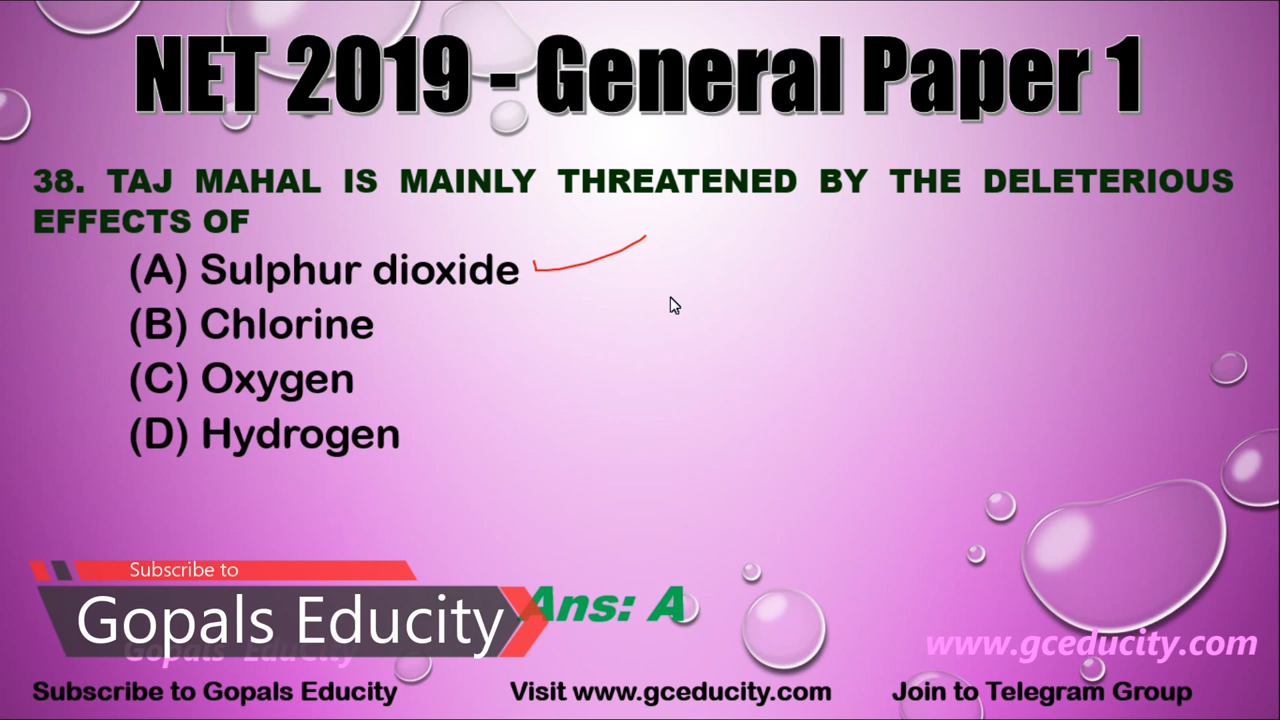 NET 2019 - General Paper 1
38. TAJ MAHAL IS MAINLY THREATENED BY THE DELETERIOUS
EFFECTS OF
(A) Sulphur dioxide
(B) Chlorine
(C) Oxygen
(D) Hydrogen
Subscribe to
Gopals Educity
Ans: A
Gopals EduCity
www.gceducity.com
Subscribe to Gopals Educity
Visit www.gceducity.com
Join to Telegram Group